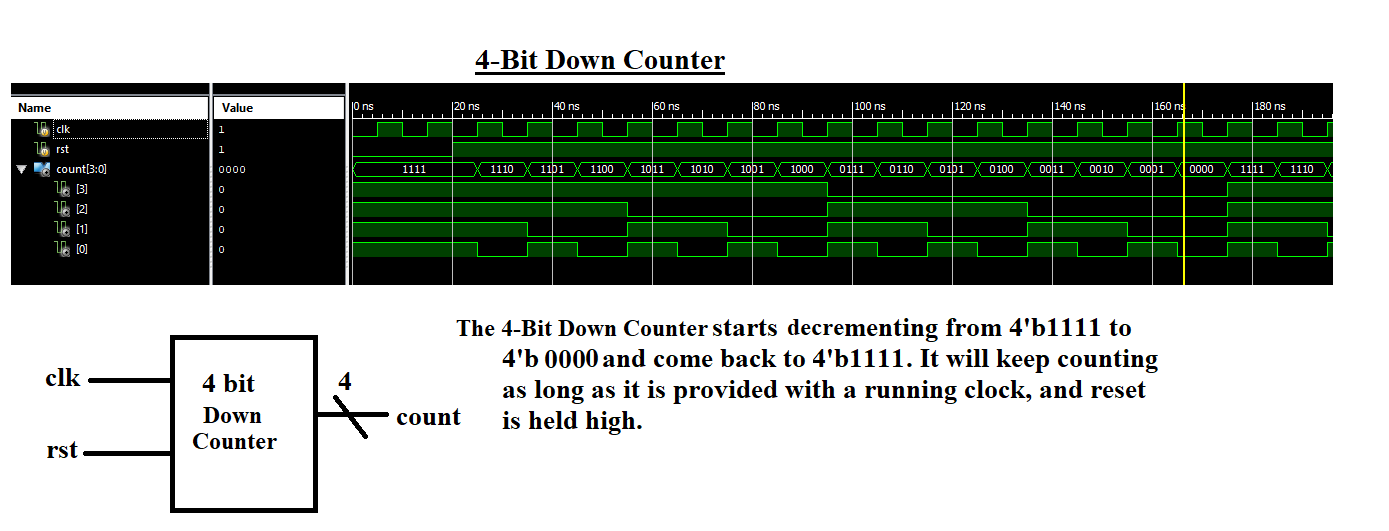 4-Bit Down Counter
Name Value 0 ns 20 ns 40 ns 60 ns 80 ns 100 ns 120 ns 140 ns 160 ns 180 ns
clk 1
rst 1
count[3:0] 0000 1111 1110 1101 1100 1011 1010 1001 1000 0111 0110 0101 0100 0011 0010 0001 0000 1111 1110
[3] 0
[2] 0
[1] 0
[0] 0
The 4-Bit Down Counter starts decrementing from 4'b1111 to
4'b 0000 and come back to 4'b1111. It will keep counting
as long as it is provided with a running clock, and reset
is held high.
clk
rst
4 bit
Down
Counter
4
count